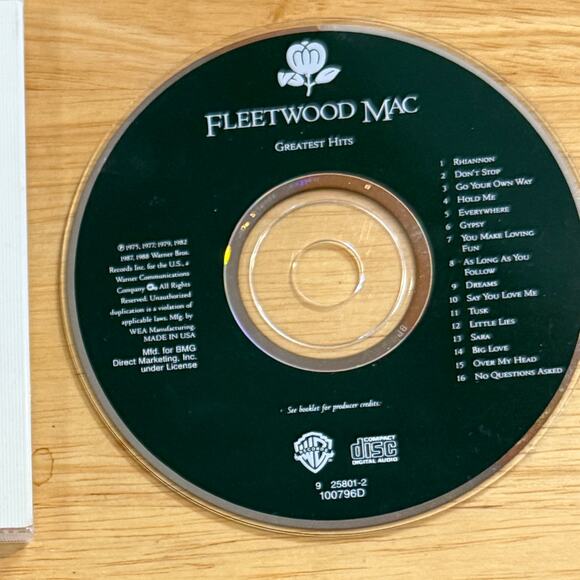 FLEETWOOD MAC
GREATEST HITS
1 RHIANNON
2 DON'T STOP
3 GO YOUR OWN WAY
4 HOLD ME
5 EVERYWHERE
6 GYPSY
7 YOU MAKE LOVING
FUN
8 AS LONG AS YOU
FOLLOW
9 DREAMS
10 SAY YOU LOVE ME
11 TUSK
12 LITTLE LIES
13 SARA
14 BIG LOVE
15 OVER MY HEAD
16 NO QUESTIONS ASKED
℗ 1975, 1977, 1979, 1982
1987, 1988 Warner Bros.
Records Inc. for the U.S., a
Warner Communications
Company All Rights
Reserved. Unauthorized
duplication is a violation of
applicable laws. Mfg. by
WEA Manufacturing.
MADE IN USA
Mfd. for BMG
Direct Marketing, Inc.
under License
See booklet for producer credits.
RECORDS
COMPACT
disc
DIGITAL AUDIO
9 25801-2
100796D